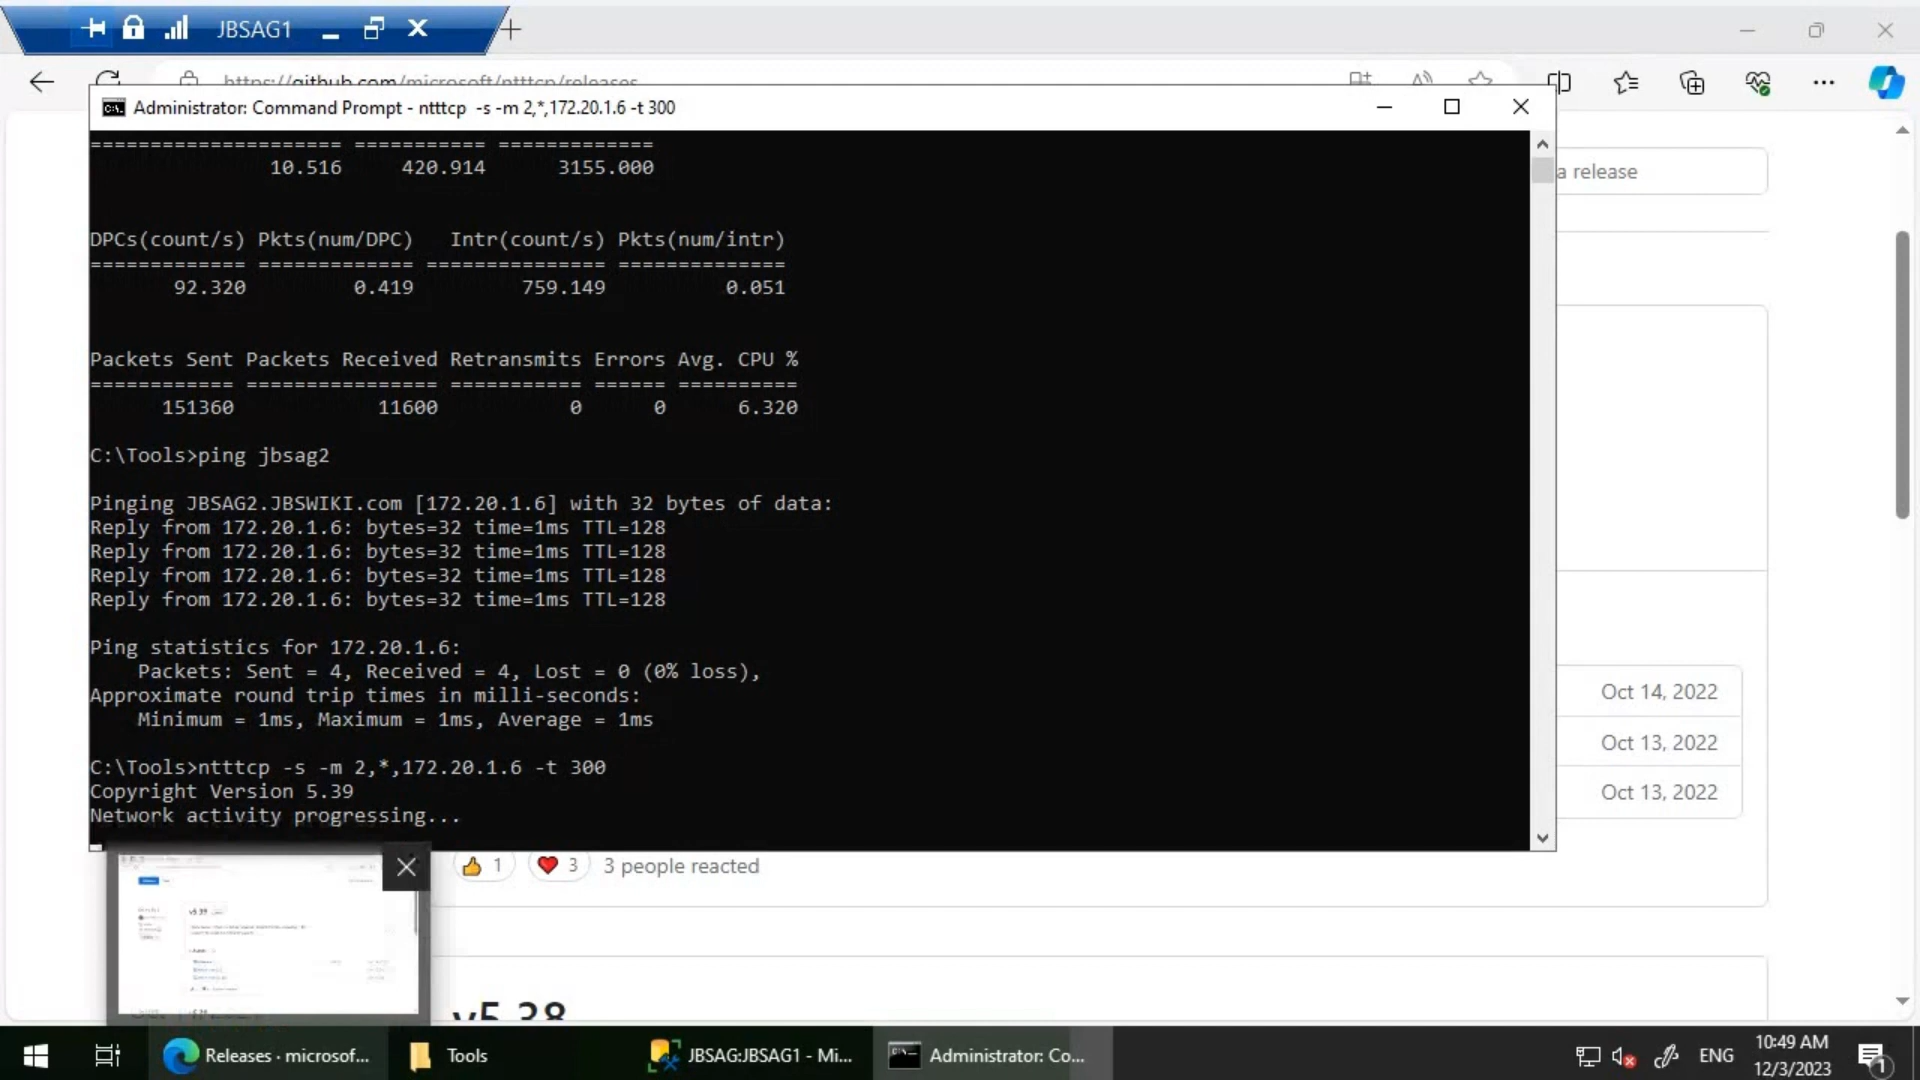 JBSAG1
https://github.com/microsoft/ntttcp/releases
Administrator: Command Prompt - ntttcp -s -m 2,*,172.20.1.6 -t 300
===================== =========== =============
10.516 420.914 3155.000
a release
DPCs(count/s) Pkts(num/DPC) Intr(count/s) Pkts(num/intr)
============= ============= =============== ==============
92.320 0.419 759.149 0.051
Packets Sent Packets Received Retransmits Errors Avg. CPU %
============ ================ =========== ====== ==========
151360 11600 0 0 6.320
C:\Tools>ping jbsag2
Pinging JBSAG2.JBSWIKI.com [172.20.1.6] with 32 bytes of data:
Reply from 172.20.1.6: bytes=32 time=1ms TTL=128
Reply from 172.20.1.6: bytes=32 time=1ms TTL=128
Reply from 172.20.1.6: bytes=32 time=1ms TTL=128
Reply from 172.20.1.6: bytes=32 time=1ms TTL=128
Ping statistics for 172.20.1.6:
Packets: Sent = 4, Received = 4, Lost = 0 (0% loss),
Approximate round trip times in milli-seconds:
Minimum = 1ms, Maximum = 1ms, Average = 1ms
C:\Tools>ntttcp -s -m 2,*,172.20.1.6 -t 300
Copyright Version 5.39
Network activity progressing...
Oct 14, 2022
Oct 13, 2022
Oct 13, 2022
1 3 3 people reacted
v5.39
v5.38
Releases · microsof...
Tools
JBSAG:JBSAG1 - Mi...
Administrator: Co...
ENG
10:49 AM
12/3/2023
1